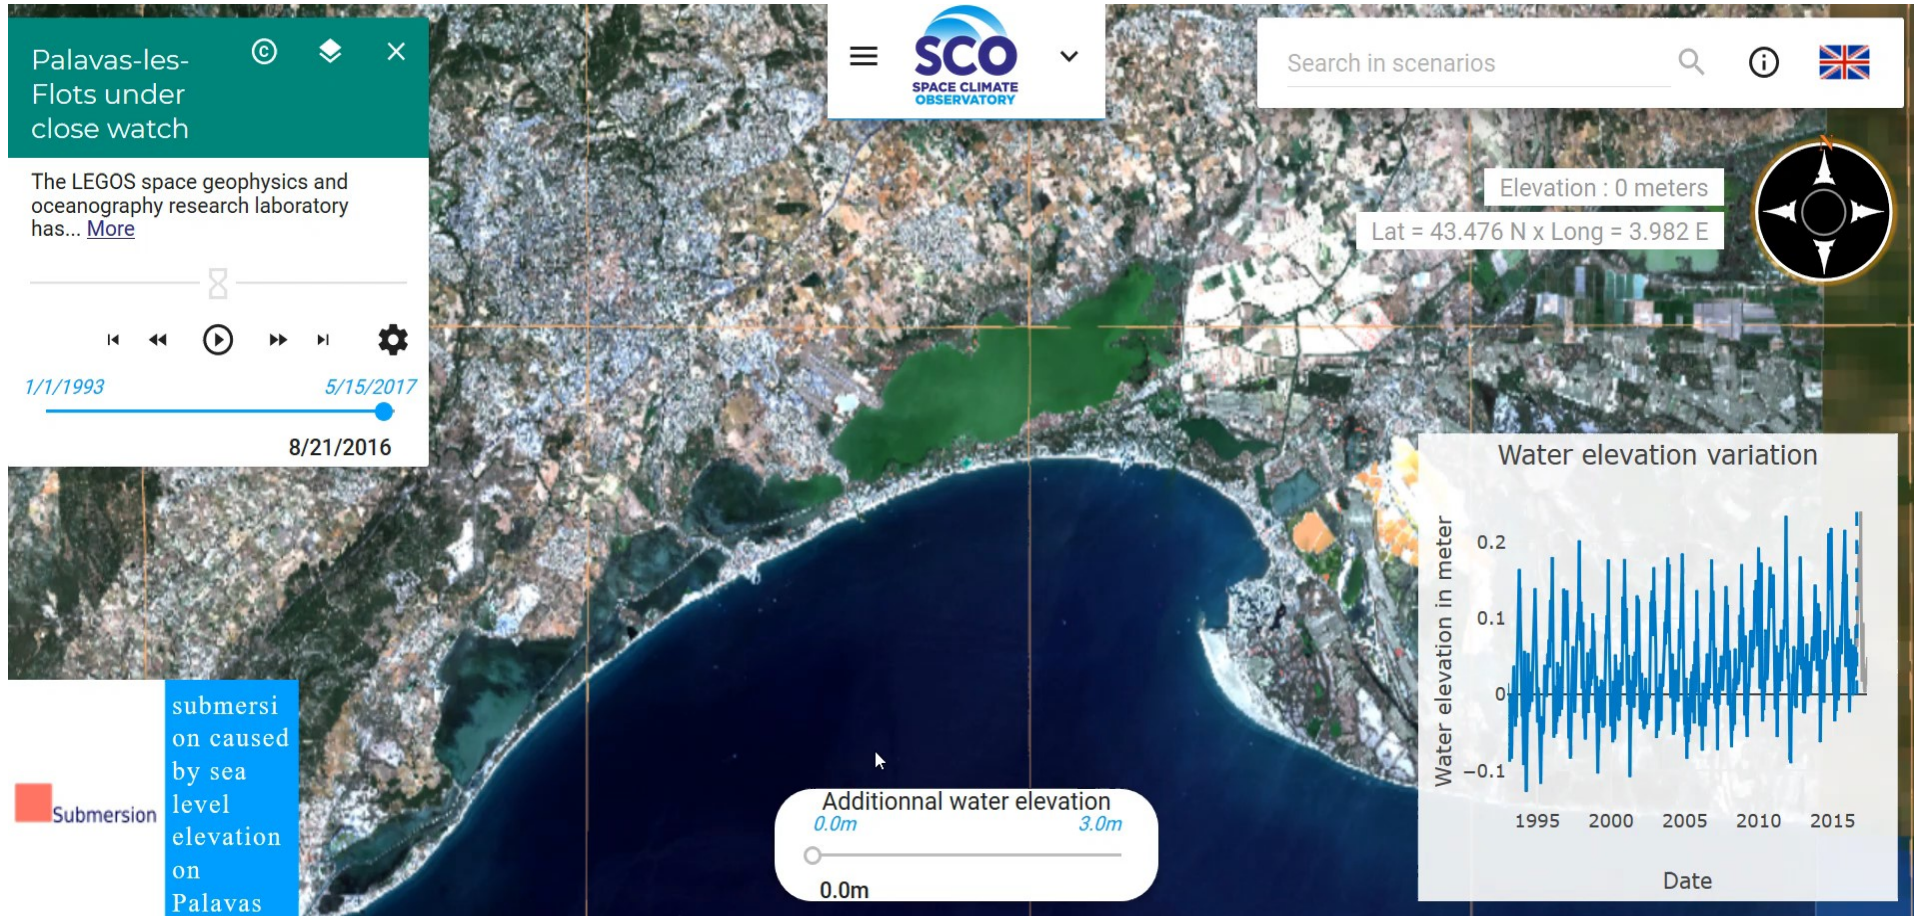 Palavas-les-
Flots under
close watch
The LEGOS space geophysics and
oceanography research laboratory
has... More
1/1/1993
5/15/2017
8/21/2016
SCO
SPACE CLIMATE
OBSERVATORY
Search in scenarios
N
Elevation : 0 meters
Lat = 43.476 N x Long = 3.982 E
Water elevation variation
Water elevation in meter
0.2
0.1
0
−0.1
1995 2000 2005 2010 2015
Date
Submersion
submersi
on caused
by sea
level
elevation
on
Palavas
Additionnal water elevation
0.0m 3.0m
0.0m